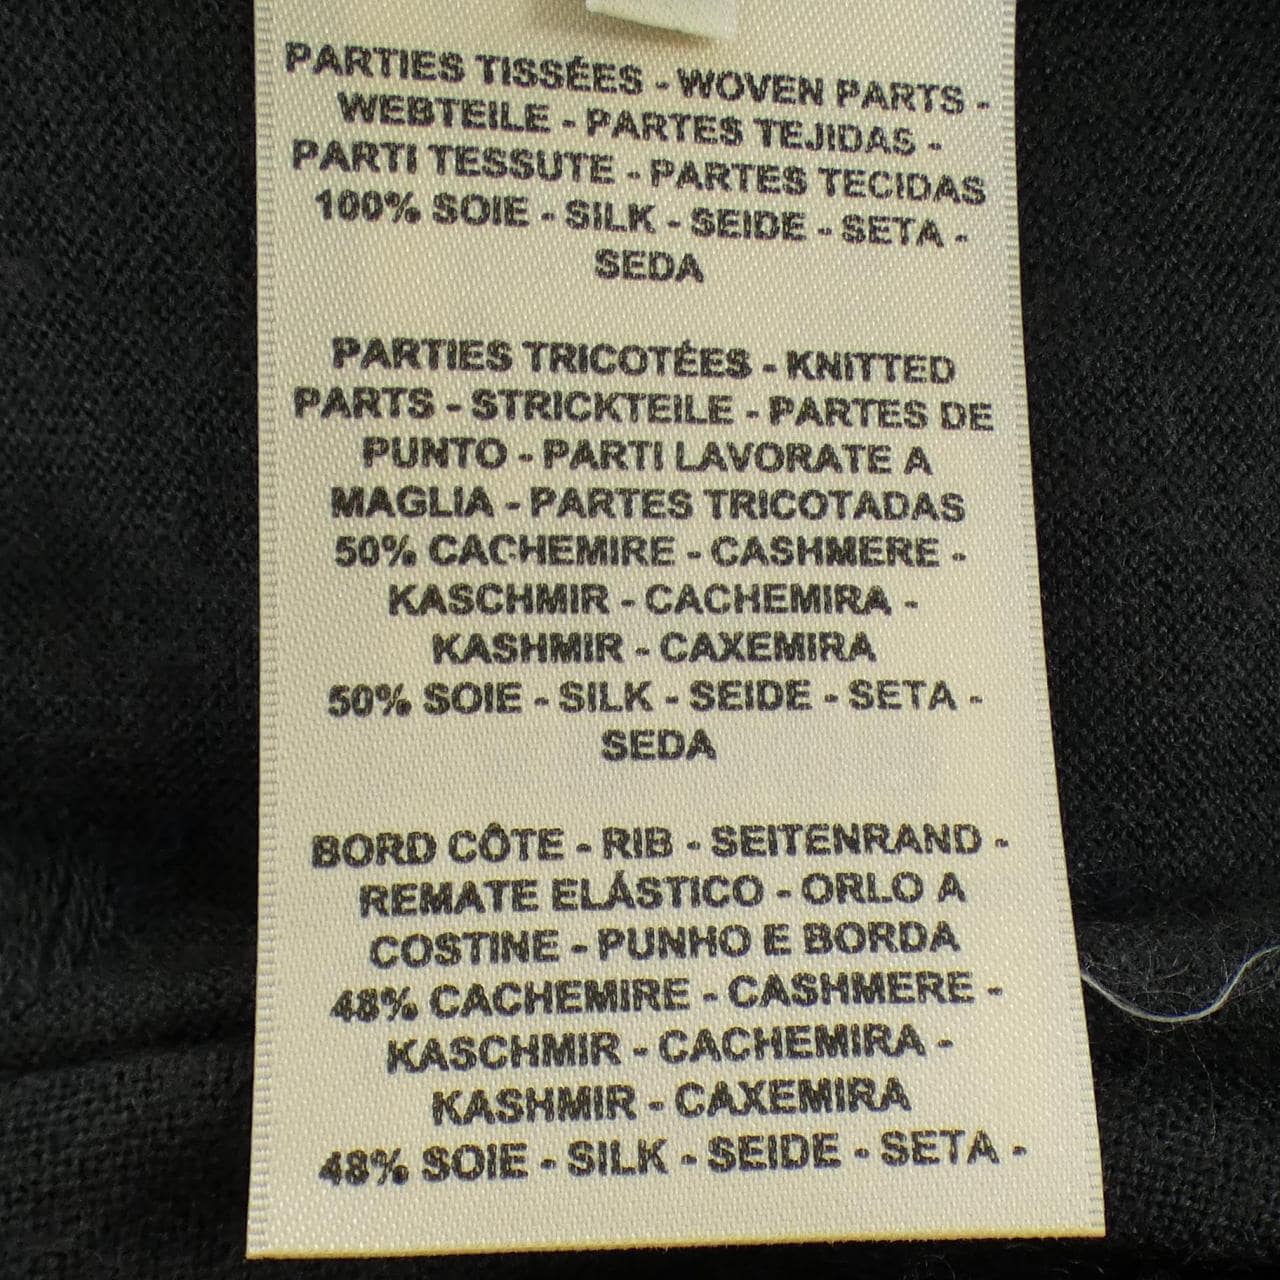 PARTIES TISSÉES - WOVEN PARTS -
WEBTEILE - PARTES TEJIDAS -
PARTI TESSUTE - PARTES TECIDAS
100% SOIE - SILK - SEIDE - SETA -
SEDA
PARTIES TRICOTÉES - KNITTED
PARTS - STRICKTEILE - PARTES DE
PUNTO - PARTI LAVORATE A
MAGLIA - PARTES TRICOTADAS
50% CACHEMIRE - CASHMERE -
KASCHMIR - CACHEMIRA -
KASHMIR - CAXEMIRA
50% SOIE - SILK - SEIDE - SETA -
SEDA
BORD CÔTE - RIB - SEITENRAND -
REMATE ELÁSTICO - ORLO A
COSTINE - PUNHO E BORDA
48% CACHEMIRE - CASHMERE -
KASCHMIR - CACHEMIRA -
KASHMIR - CAXEMIRA
48% SOIE - SILK - SEIDE - SETA -